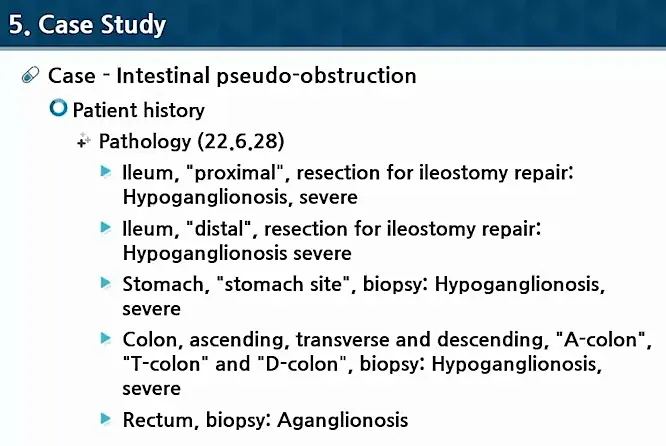 5. Case Study
Case - Intestinal pseudo-obstruction
Patient history
Pathology (22.6.28)
Ileum, "proximal", resection for ileostomy repair:
Hypoganglionosis, severe
Ileum, "distal", resection for ileostomy repair:
Hypoganglionosis severe
Stomach, "stomach site", biopsy: Hypoganglionosis,
severe
Colon, ascending, transverse and descending, "A-colon",
"T-colon" and "D-colon", biopsy: Hypoganglionosis,
severe
Rectum, biopsy: Aganglionosis